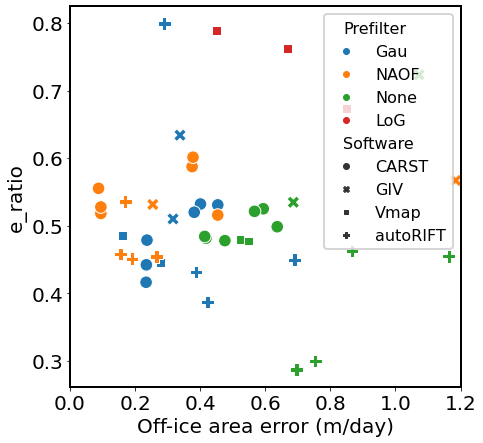 0.8
0.7
0.6
0.5
0.4
0.3
e_ratio
0.0 0.2 0.4 0.6 0.8 1.0 1.2
Off-ice area error (m/day)
Prefilter
Gau
NAOF
None
LoG
Software
CARST
GIV
Vmap
autoRIFT